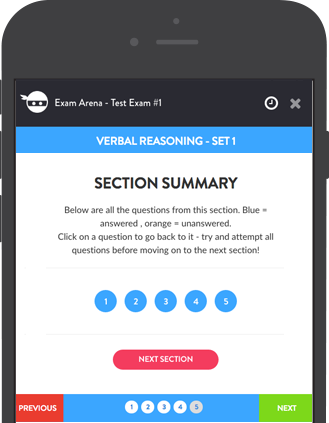 Exam Arena - Test Exam #1
VERBAL REASONING - SET 1
SECTION SUMMARY
Below are all the questions from this section. Blue =
answered , orange = unanswered.
Click on a question to go back to it - try and attempt all
questions before moving on to the next section!
1 2 3 4 5
NEXT SECTION
PREVIOUS 1 2 3 4 5 NEXT